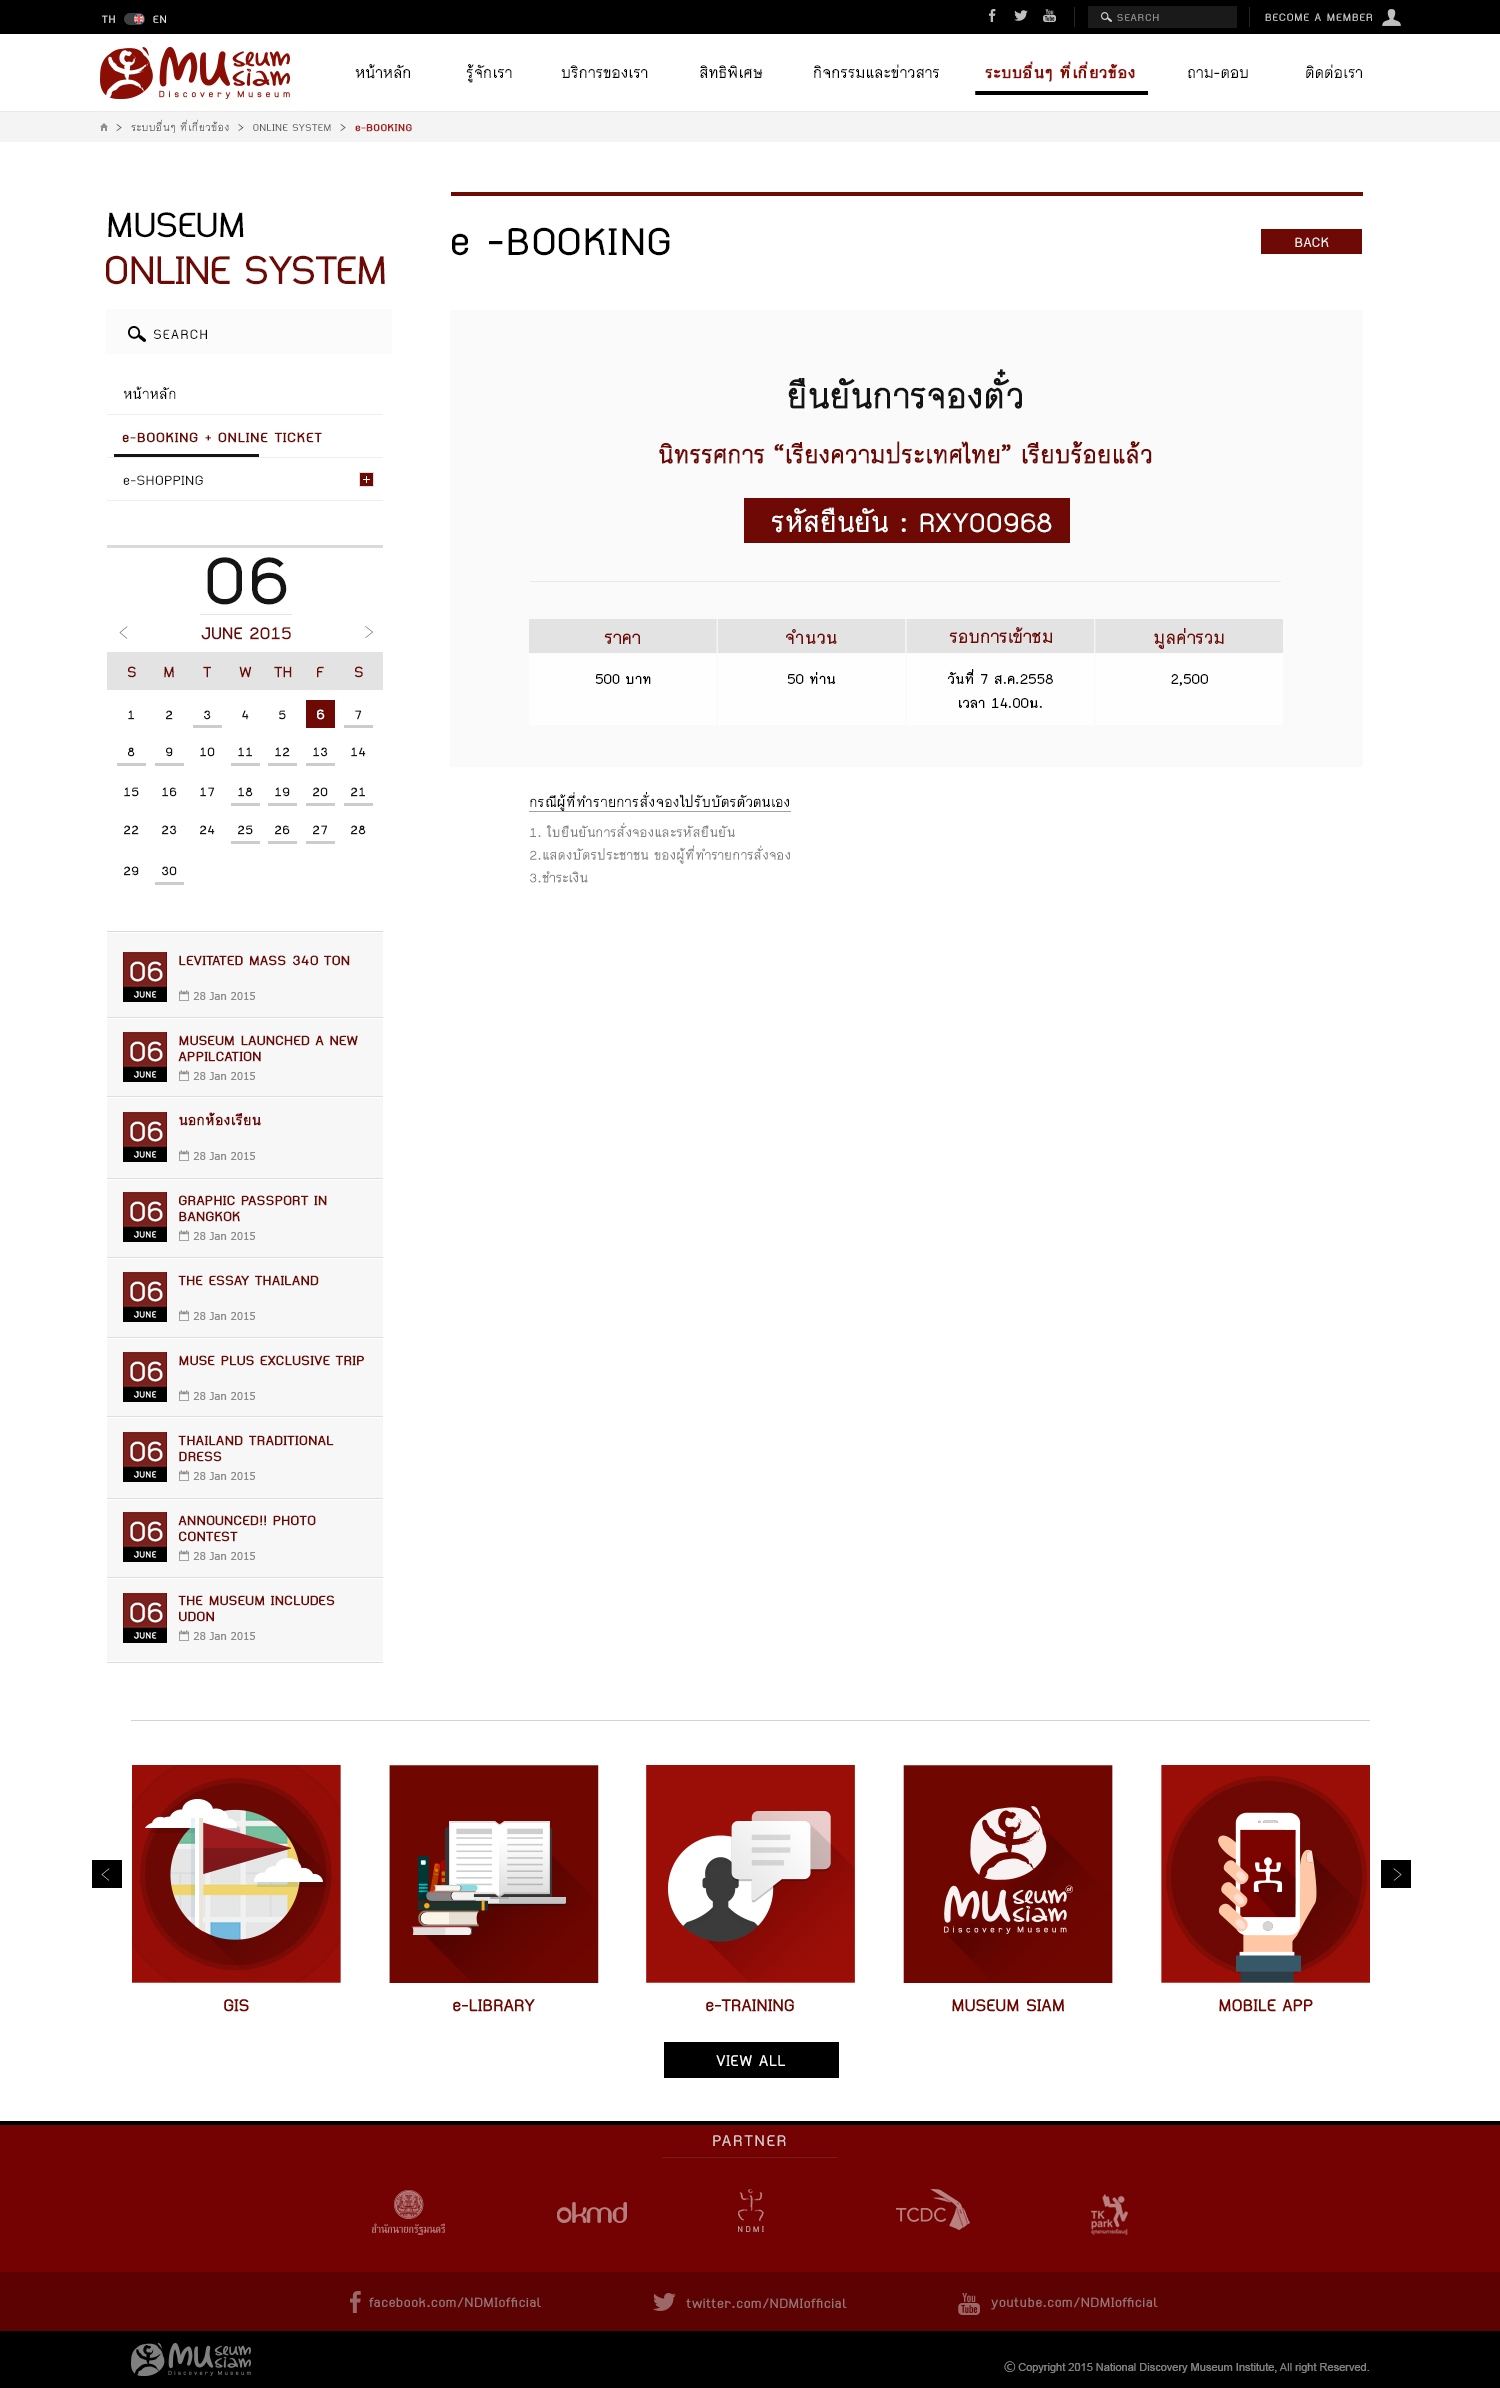 TH EN
SEARCH
BECOME A MEMBER
Museum Siam
Discovery Museum
หน้าหลัก
รู้จักเรา
บริการของเรา
สิทธิพิเศษ
กิจกรรมและข่าวสาร
ระบบอื่นๆ ที่เกี่ยวข้อง
ถาม-ตอบ
ติดต่อเรา
> ระบบอื่นๆ ที่เกี่ยวข้อง > ONLINE SYSTEM > e-BOOKING
MUSEUM
ONLINE SYSTEM
SEARCH
หน้าหลัก
e-BOOKING + ONLINE TICKET
e-SHOPPING
06
< JUNE 2015 >
S M T W TH F S
1 2 3 4 5 6 7
8 9 10 11 12 13 14
15 16 17 18 19 20 21
22 23 24 25 26 27 28
29 30
06 JUNE
LEVITATED MASS 340 TON
28 Jan 2015
06 JUNE
MUSEUM LAUNCHED A NEW
APPILCATION
28 Jan 2015
06 JUNE
นอกห้องเรียน
28 Jan 2015
06 JUNE
GRAPHIC PASSPORT IN
BANGKOK
28 Jan 2015
06 JUNE
THE ESSAY THAILAND
28 Jan 2015
06 JUNE
MUSE PLUS EXCLUSIVE TRIP
28 Jan 2015
06 JUNE
THAILAND TRADITIONAL
DRESS
28 Jan 2015
06 JUNE
ANNOUNCED!! PHOTO
CONTEST
28 Jan 2015
06 JUNE
THE MUSEUM INCLUDES
UDON
28 Jan 2015
e -BOOKING
BACK
ยืนยันการจองตั๋ว
นิทรรศการ “เรียงความประเทศไทย” เรียบร้อยแล้ว
รหัสยืนยัน : RXY00968
ราคา จำนวน รอบการเข้าชม มูลค่ารวม
500 บาท 50 ท่าน วันที่ 7 ส.ค.2558 2,500
เวลา 14.00น.
กรณีผู้ที่ทำรายการสั่งจองไปรับบัตรตัวตนเอง
1. ใบยืนยันการสั่งจองและรหัสยืนยัน
2.แสดงบัตรประชาชน ของผู้ที่ทำรายการสั่งจอง
3.ชำระเงิน
Museum Siam
Discovery Museum
GIS
e-LIBRARY
e-TRAINING
MUSEUM SIAM
MOBILE APP
VIEW ALL
PARTNER
สำนักนายกรัฐมนตรี
okmd
NDMI
TCDC
TK park
facebook.com/NDMIofficial
twitter.com/NDMIofficial
You Tube youtube.com/NDMIofficial
Museum Siam
Discovery Museum
© Copyright 2015 National Discovery Museum Institute, All right Reserved.